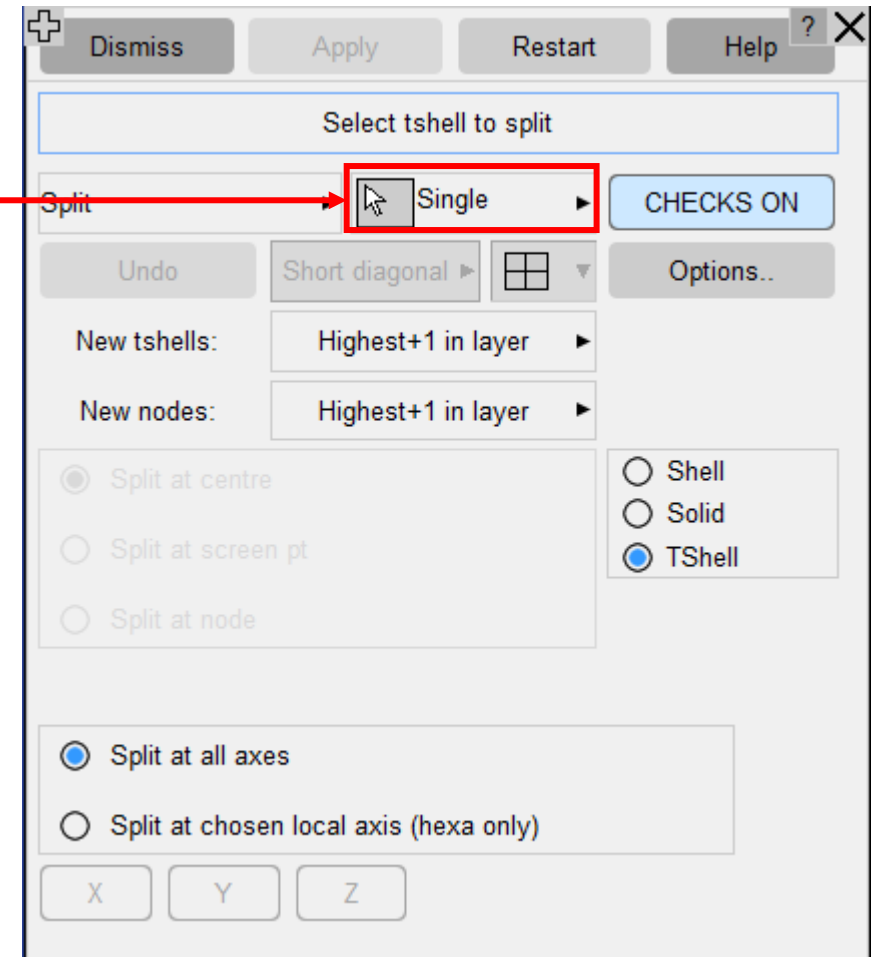 Dismiss Apply Restart Help ?
Select tshell to split
Split Single CHECKS ON
Undo Short diagonal Options..
New tshells: Highest+1 in layer
New nodes: Highest+1 in layer
Split at centre
Split at screen pt
Split at node
Shell
Solid
TShell
Split at all axes
Split at chosen local axis (hexa only)
X Y Z